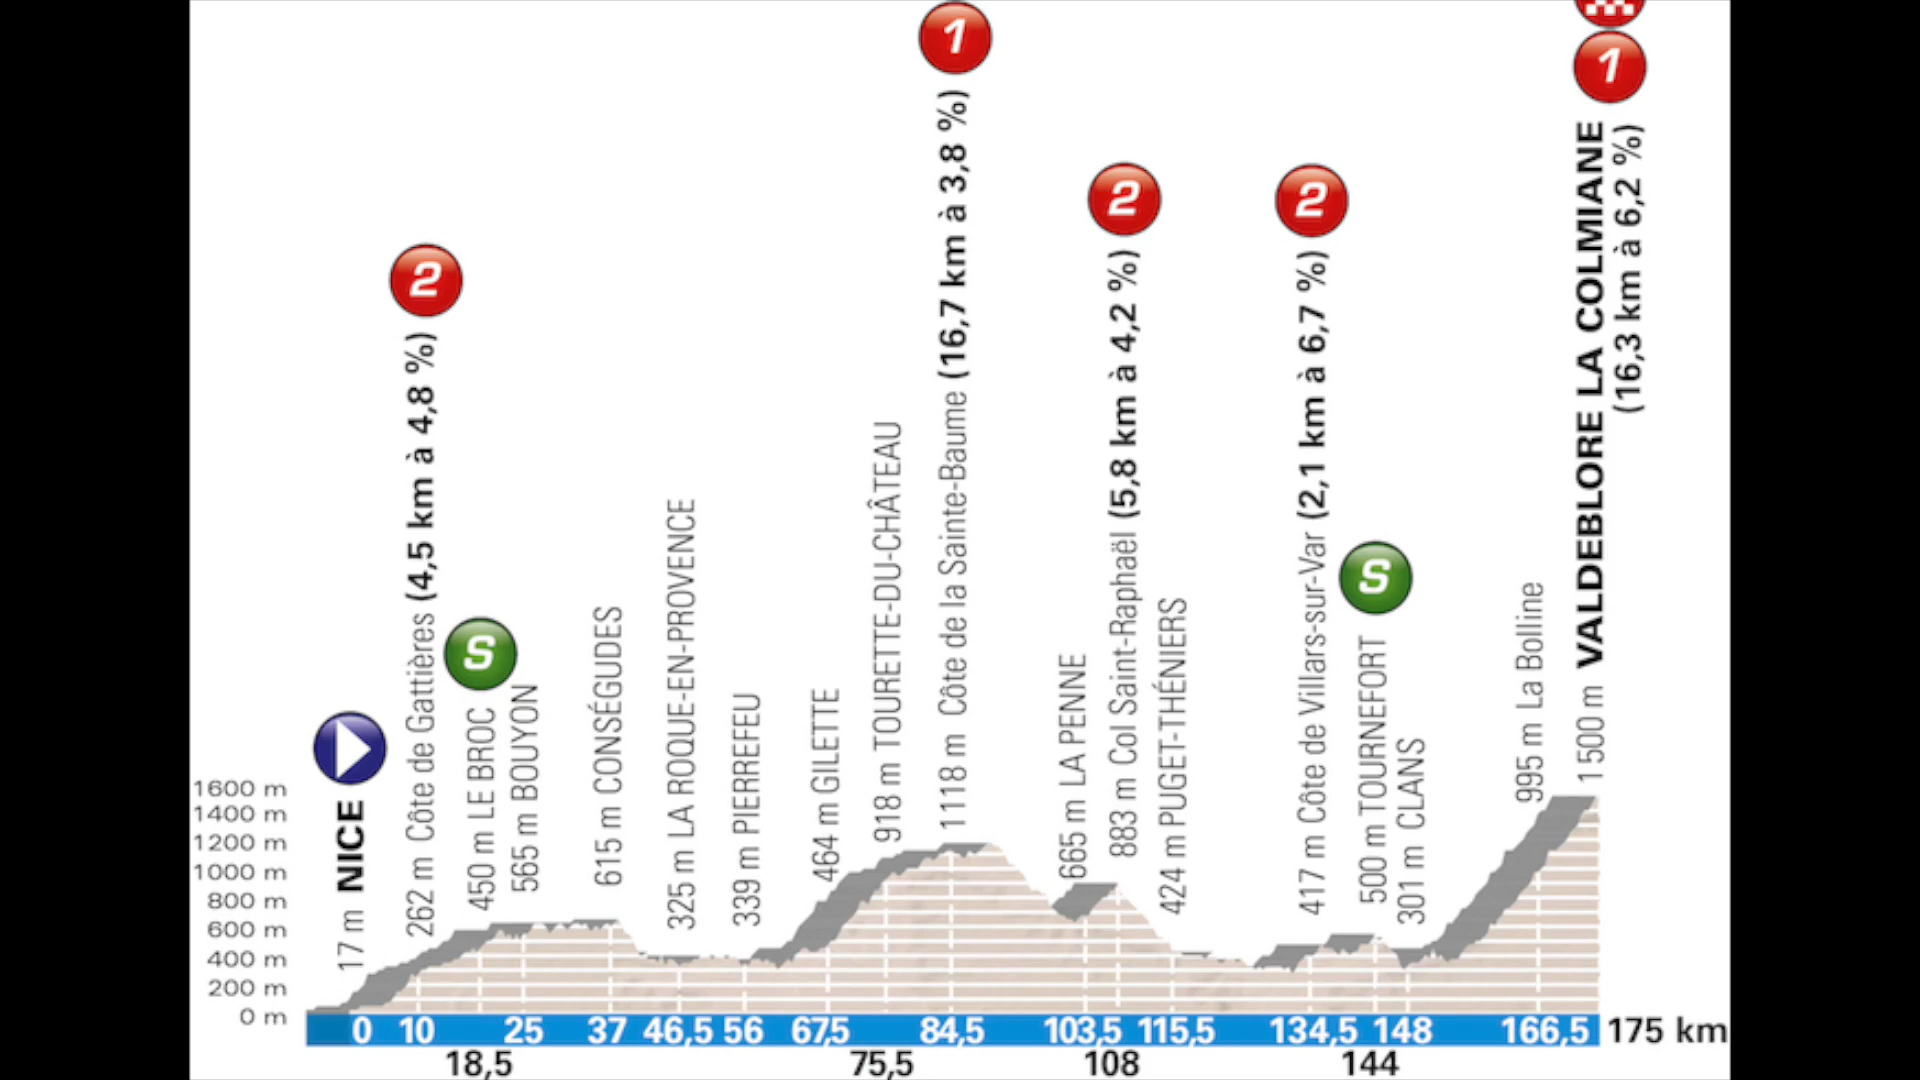 1
1
2
2
2
S
S
17 m NICE
262 m Côte de Gattières (4,5 km à 4,8 %)
450 m LE BROC
565 m BOUYON
615 m CONSÉGUDES
325 m LA ROQUE-EN-PROVENCE
339 m PIERREFEU
464 m GILETTE
918 m TOURETTE-DU-CHÂTEAU
1118 m Côte de la Sainte-Baume (16,7 km à 3,8 %)
665 m LA PENNE
883 m Col Saint-Raphaël (5,8 km à 4,2 %)
424 m PUGET-THÉNIERS
417 m Côte de Villars-sur-Var (2,1 km à 6,7 %)
500 m TOURNEFORT
301 m CLANS
995 m La Bolline
1500 m VALDEBLORE LA COLMIANE
(16,3 km à 6,2 %)
1600 m
1400 m
1200 m
1000 m
800 m
600 m
400 m
200 m
0 m
0 10 25 37 46,5 56 67,5 84,5 103,5 115,5 134,5 148 166,5 175 km
18,5 75,5 108 144